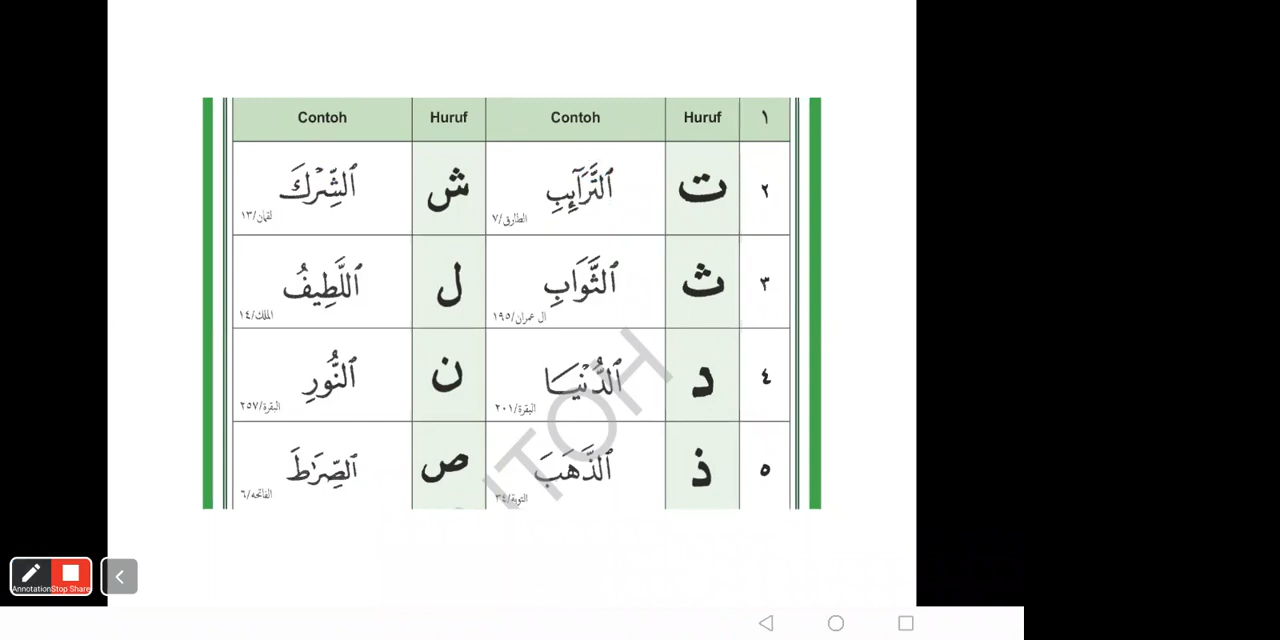 ١ Huruf Contoh Huruf Contoh
٢ ت ٱلتَّرَآئِبِ الطارق/٧ ش ٱلشِّرۡكَ لقمان/١٣
٣ ث ٱلثَّوَابِ ال عمران/١٩٥ ل ٱللَّطِيفُ الملك/١٤
٤ د ٱلدُّنۡيَا البقرة/٢٠١ ن ٱلنُّورِ البقرة/٢٥٧
٥ ذ ٱلذَّهَبَ التوبة/٣٤ ص ٱلصِّرَٰطَ الفاتحه/٦
ITOH
Annotation Stop Share